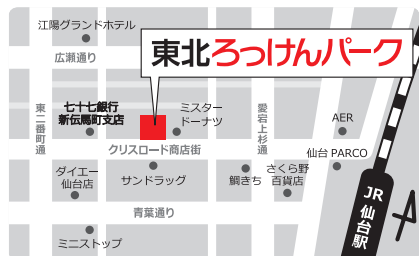 江陽グランドホテル
広瀬通り
東北ろっけんパーク
東二番町通
七十七銀行
新伝馬町支店
ミスター
ドーナツ
愛宕上杉通
AER
クリスロード商店街
仙台 PARCO
ダイエー
仙台店
サンドラッグ
鯛きち
さくら野
百貨店
JR
仙台駅
青葉通り
ミニストップ